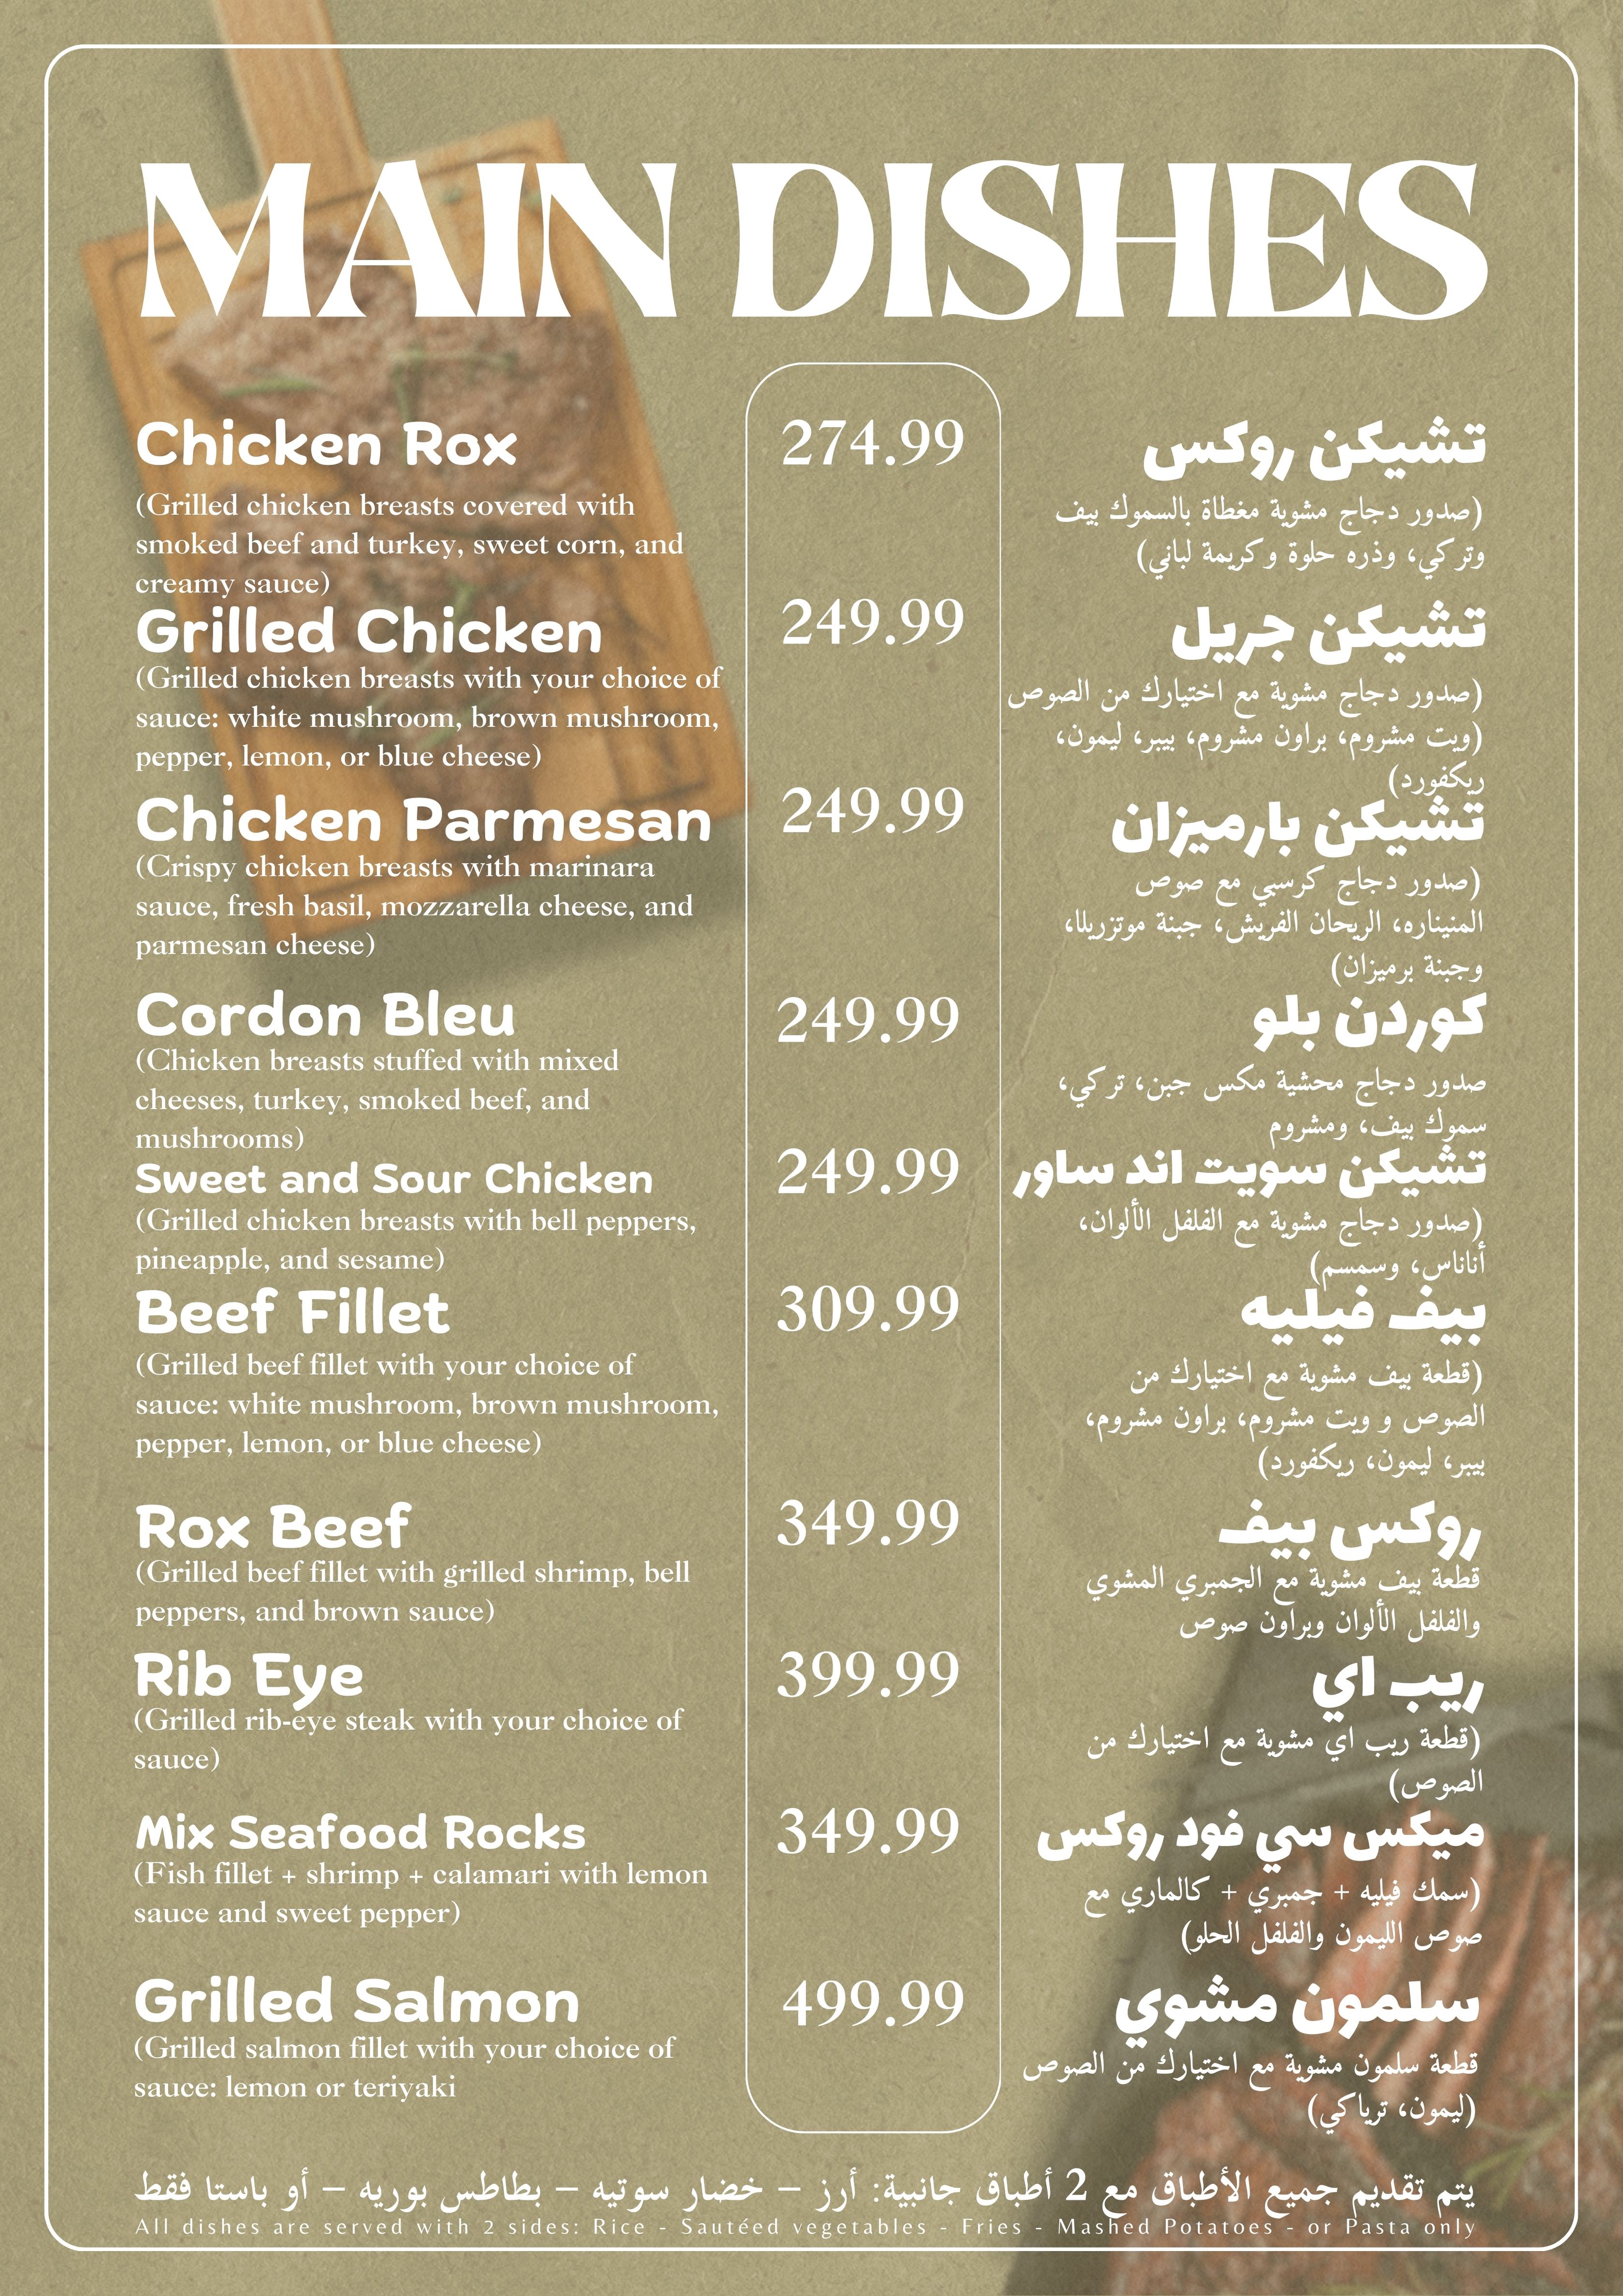 MAIN DISHES
Chicken Rox
274.99
تشيكن روكس
(Grilled chicken breasts covered with
smoked beef and turkey, sweet corn, and
creamy sauce)
(صدور دجاج مشوية مغطاة بالسموك بيف
وتركي، وذره حلوة وكريمة لباني)
Grilled Chicken
249.99
تشيكن جريل
(Grilled chicken breasts with your choice of
sauce: white mushroom, brown mushroom,
pepper, lemon, or blue cheese)
(صدور دجاج مشوية مع اختيارك من الصوص
(ويت مشروم، براون مشروم، بيبر، ليمون،
ريكفورد)
Chicken Parmesan
249.99
تشيكن بارميزان
(Crispy chicken breasts with marinara
sauce, fresh basil, mozzarella cheese, and
parmesan cheese)
(صدور دجاج كرسبي مع صوص
المنيناره، الريحان الفريش، جبنة موتزريلا،
وجبنة برميزان)
Cordon Bleu
249.99
كوردن بلو
(Chicken breasts stuffed with mixed
cheeses, turkey, smoked beef, and
mushrooms)
صدور دجاج محشية مكس جبن، تركي،
سموك بيف، ومشروم
Sweet and Sour Chicken
249.99
تشيكن سويت اند ساور
(Grilled chicken breasts with bell peppers,
pineapple, and sesame)
(صدور دجاج مشوية مع الفلفل الألوان،
أناناس، وسمسم)
Beef Fillet
309.99
بيف فيليه
(Grilled beef fillet with your choice of
sauce: white mushroom, brown mushroom,
pepper, lemon, or blue cheese)
(قطعة بيف مشوية مع اختيارك من
الصوص و ويت مشروم، براون مشروم،
بيبر، ليمون، ريكفورد)
Rox Beef
349.99
روكس بيف
(Grilled beef fillet with grilled shrimp, bell
peppers, and brown sauce)
قطعة بيف مشوية مع الجمبري المشوي
والفلفل الألوان وبراون صوص
Rib Eye
399.99
ريب اي
(Grilled rib-eye steak with your choice of
sauce)
(قطعة ريب اي مشوية مع اختيارك من
الصوص)
Mix Seafood Rocks
349.99
ميكس سي فود روكس
(Fish fillet + shrimp + calamari with lemon
sauce and sweet pepper)
(سمك فيليه + جمبري + كالماري مع
صوص الليمون والفلفل الحلو)
Grilled Salmon
499.99
سلمون مشوي
(Grilled salmon fillet with your choice of
sauce: lemon or teriyaki
قطعة سلمون مشوية مع اختيارك من الصوص
(ليمون، ترياكي)
يتم تقديم جميع الأطباق مع 2 أطباق جانبية: أرز – خضار سوتيه – بطاطس بوريه – أو باستا فقط
All dishes are served with 2 sides: Rice - Sautéed vegetables - Fries - Mashed Potatoes - or Pasta only